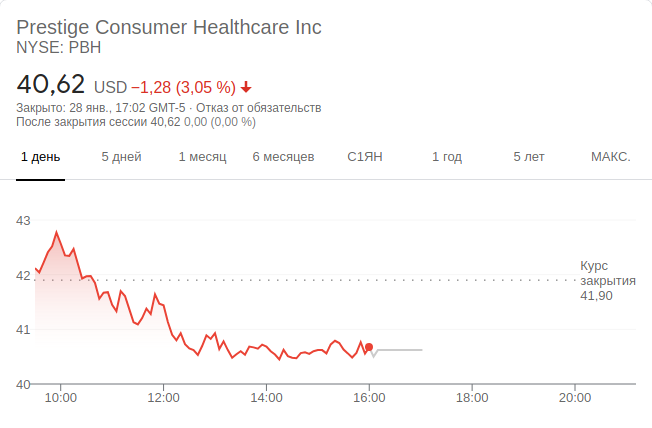 Prestige Consumer Healthcare Inc
NYSE: PBH
40,62 USD −1,28 (3,05 %)
Закрыто: 28 янв., 17:02 GMT-5 · Отказ от обязательств
После закрытия сессии 40,62 0,00 (0,00 %)
1 день 5 дней 1 месяц 6 месяцев С1ЯН 1 год 5 лет МАКС.
43
42
41
40
Курс
закрытия
41,90
10:00 12:00 14:00 16:00 18:00 20:00